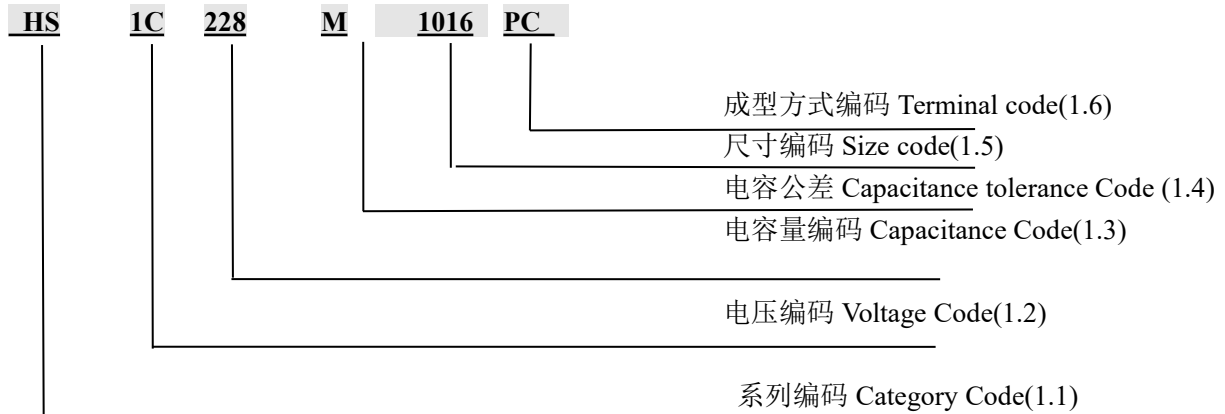 HS 1C 228 M 1016 PC
成型方式编码 Terminal code(1.6)
尺寸编码 Size code(1.5)
电容公差 Capacitance tolerance Code (1.4)
电容量编码 Capacitance Code(1.3)
电压编码 Voltage Code(1.2)
系列编码 Category Code(1.1)